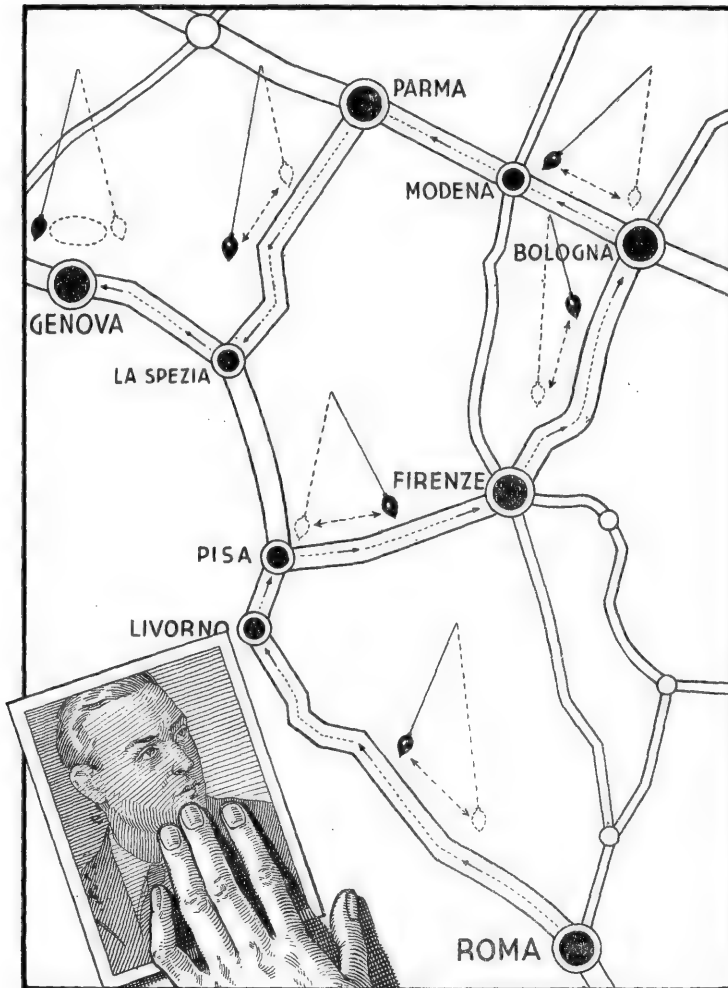 PARMA
MODENA
BOLOGNA
GENOVA
LA SPEZIA
FIRENZE
PISA
LIVORNO
ROMA